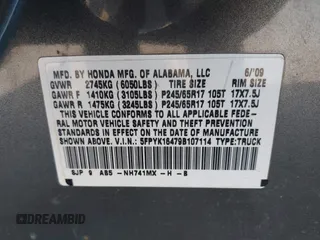 MFD. BY HONDA MFG. OF ALABAMA, LLC 6/'09
GVWR 2745KG (6050LBS) TIRE SIZE RIM SIZE
GAWR F 1410KG (3105LBS) P245/65R17 105T 17X7.5J
GAWR R 1475KG (3245LBS) P245/65R17 105T 17X7.5J
THIS VEHICLE CONFORMS TO ALL APPLICABLE FEDE-
RAL MOTOR VEHICLE SAFETY AND THEFT PREVENTION
STANDARDS IN EFFECT ON THE DATE OF MANUFACTURE
SHOWN ABOVE.
V.I.N.: 5FPYK16479B107114 TYPE:TRUCK
SJP 9 AB5 -NH741MX -H -B
DREAMBID